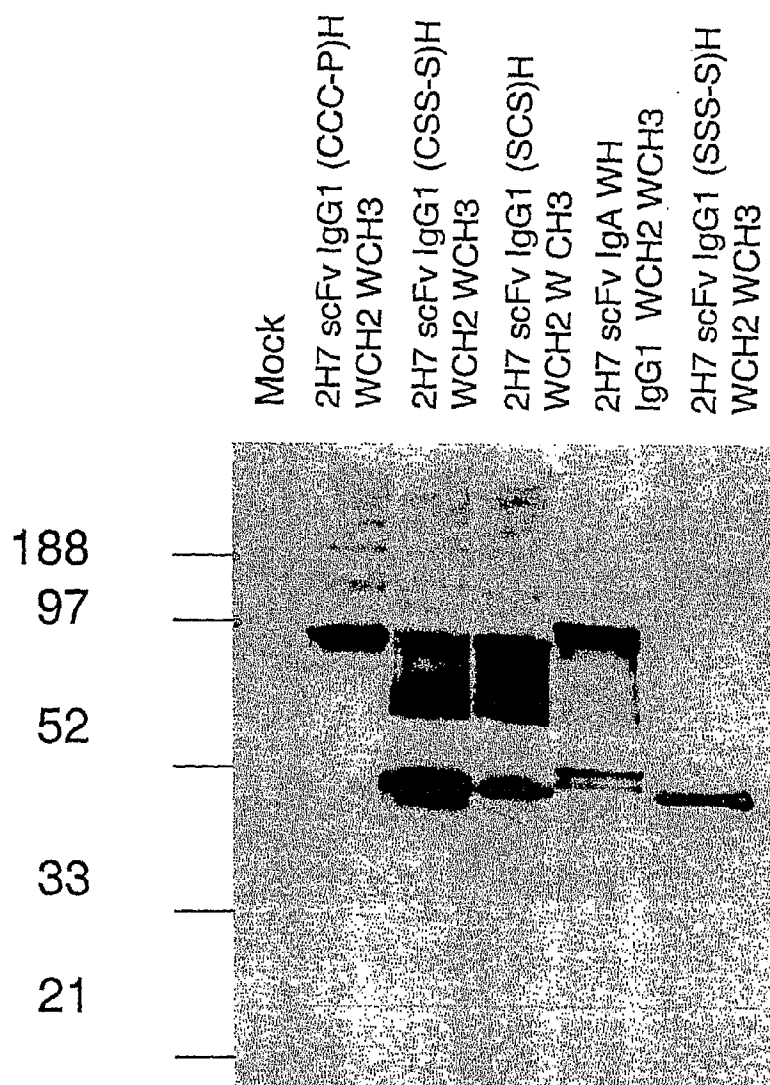 Mock
2H7 scFv IgG1 (CCC-P)H
WCH2 WCH3
2H7 scFv IgG1 (CSS-S)H
WCH2 WCH3
2H7 scFv IgG1 (SCS)H
WCH2 W CH3
2H7 scFv IgA WH
IgG1 WCH2 WCH3
2H7 scFv IgG1 (SSS-S)H
WCH2 WCH3
188
97
52
33
21